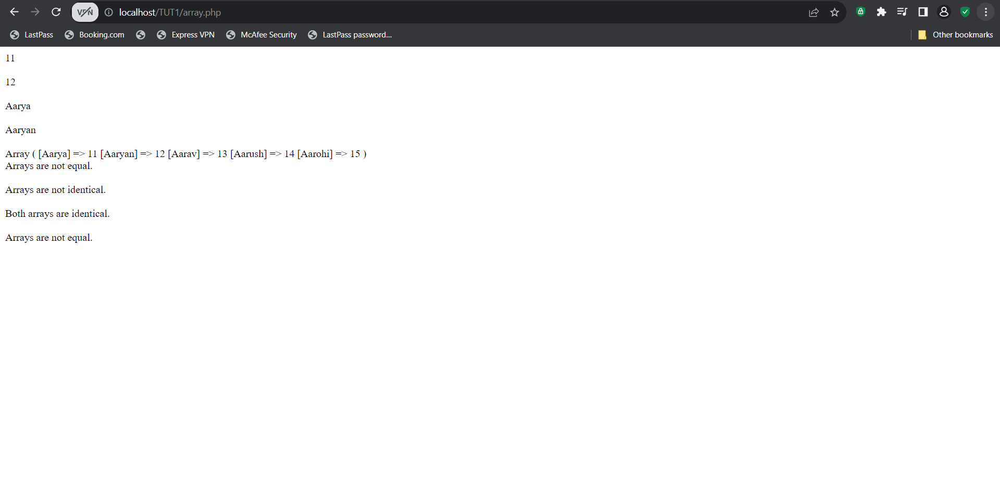 VPN localhost/TUT1/array.php
LastPass Booking.com Express VPN McAfee Security LastPass password... Other bookmarks
11
12
Aarya
Aaryan
Array ( [Aarya] => 11 [Aaryan] => 12 [Aarav] => 13 [Aarush] => 14 [Aarohi] => 15 )
Arrays are not equal.
Arrays are not identical.
Both arrays are identical.
Arrays are not equal.